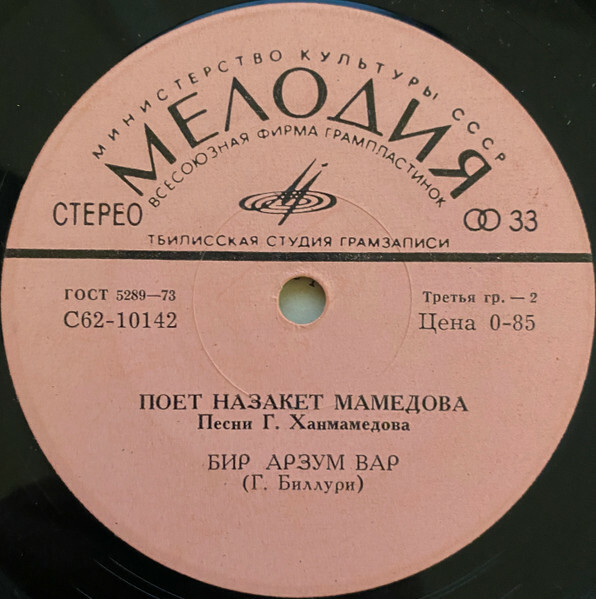 МИНИСТЕРСТВО КУЛЬТУРЫ СССР
МЕЛОДИЯ
ВСЕСОЮЗНАЯ ФИРМА ГРАМПЛАСТИНОК
СТЕРЕО
33
ТБИЛИССКАЯ СТУДИЯ ГРАМЗАПИСИ
ГОСТ 5289—73
Третья гр. — 2
С62-10142
Цена 0-85
ПОЕТ НАЗАКЕТ МАМЕДОВА
Песни Г. Ханмамедова
БИР АРЗУМ ВАР
(Г. Биллури)